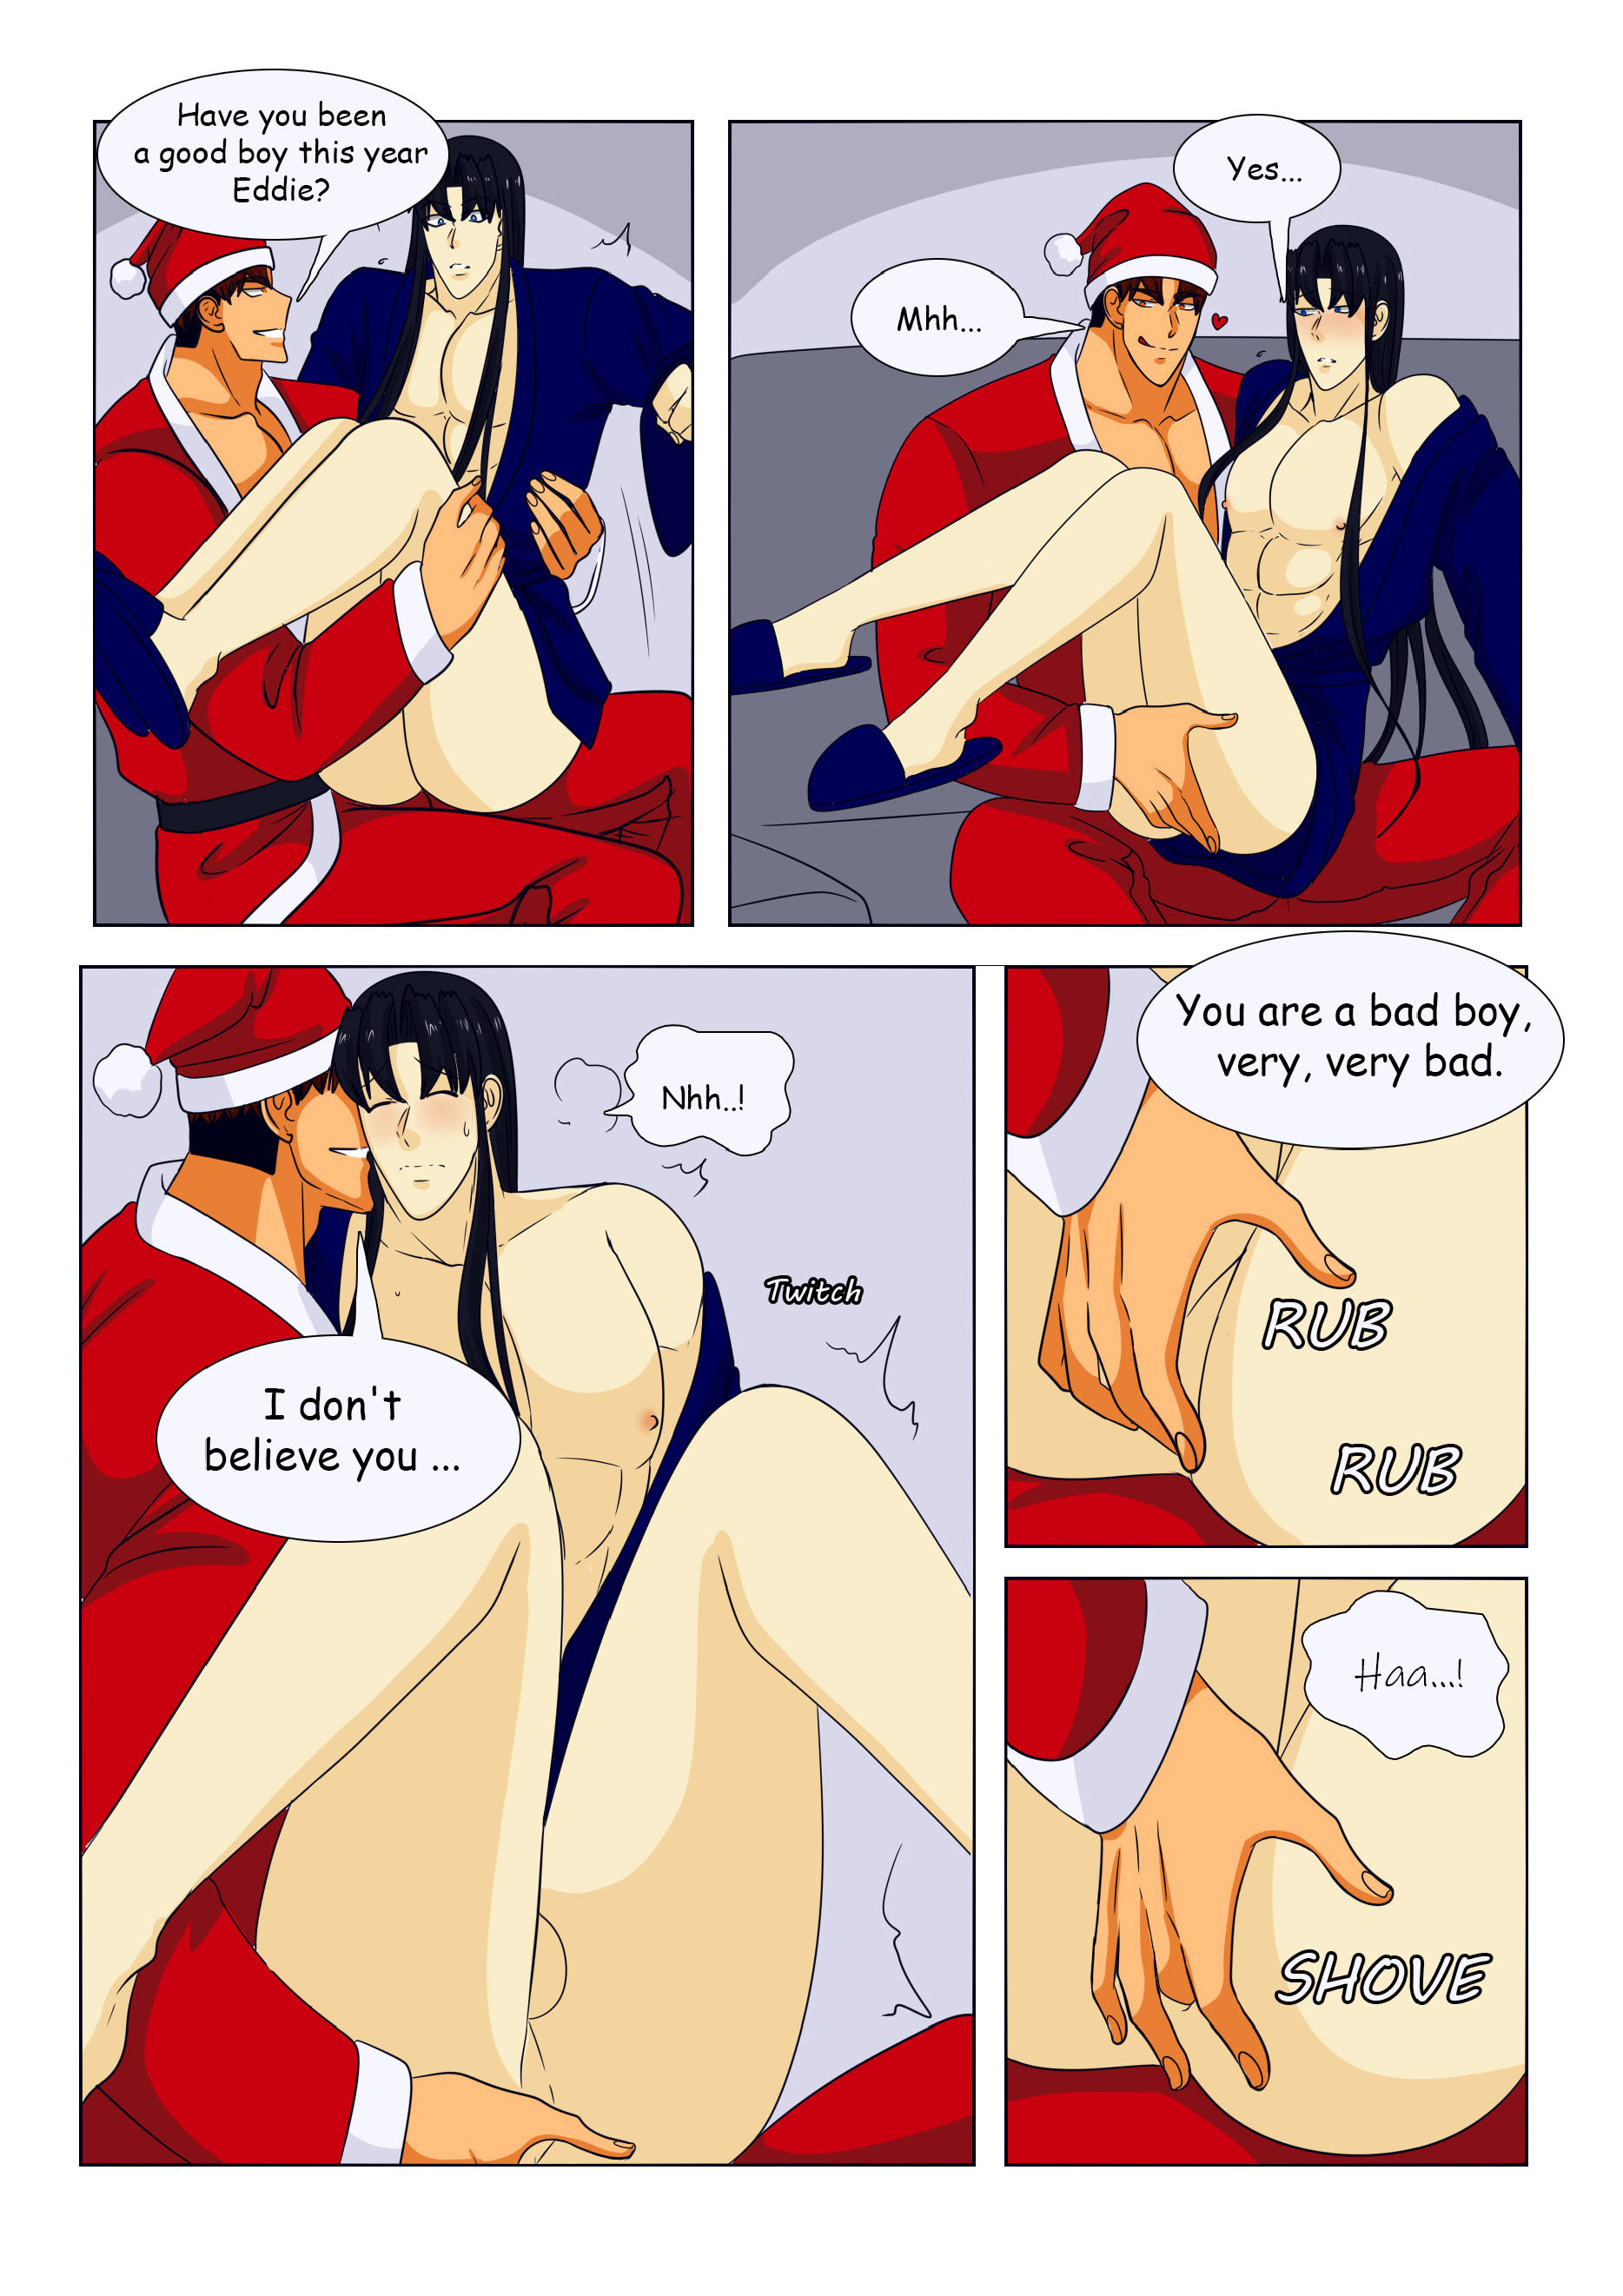 Have you been
a good boy this year
Eddie?
Yes...
Mhh...
Nhh..!
Twitch
I don't
believe you ...
You are a bad boy,
very, very bad.
RUB
RUB
Haa...!
SHOVE